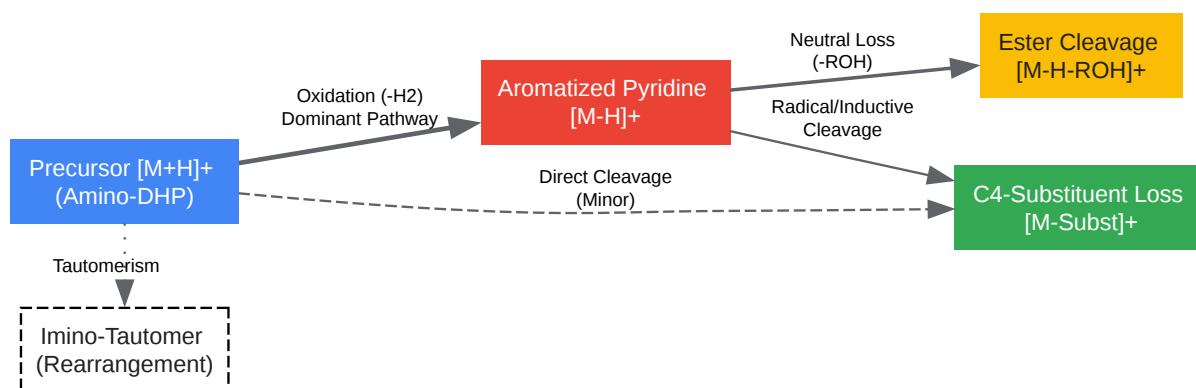 Precursor [M+H]+
(Amino-DHP)
Oxidation (-H2)
Dominant Pathway
Aromatized Pyridine
[M-H]+
Neutral Loss
(-ROH)
Ester Cleavage
[M-H-ROH]+
Radical/Inductive
Cleavage
Direct Cleavage
(Minor)
C4-Substituent Loss
[M-Subst]+
Tautomerism
Imino-Tautomer
(Rearrangement)